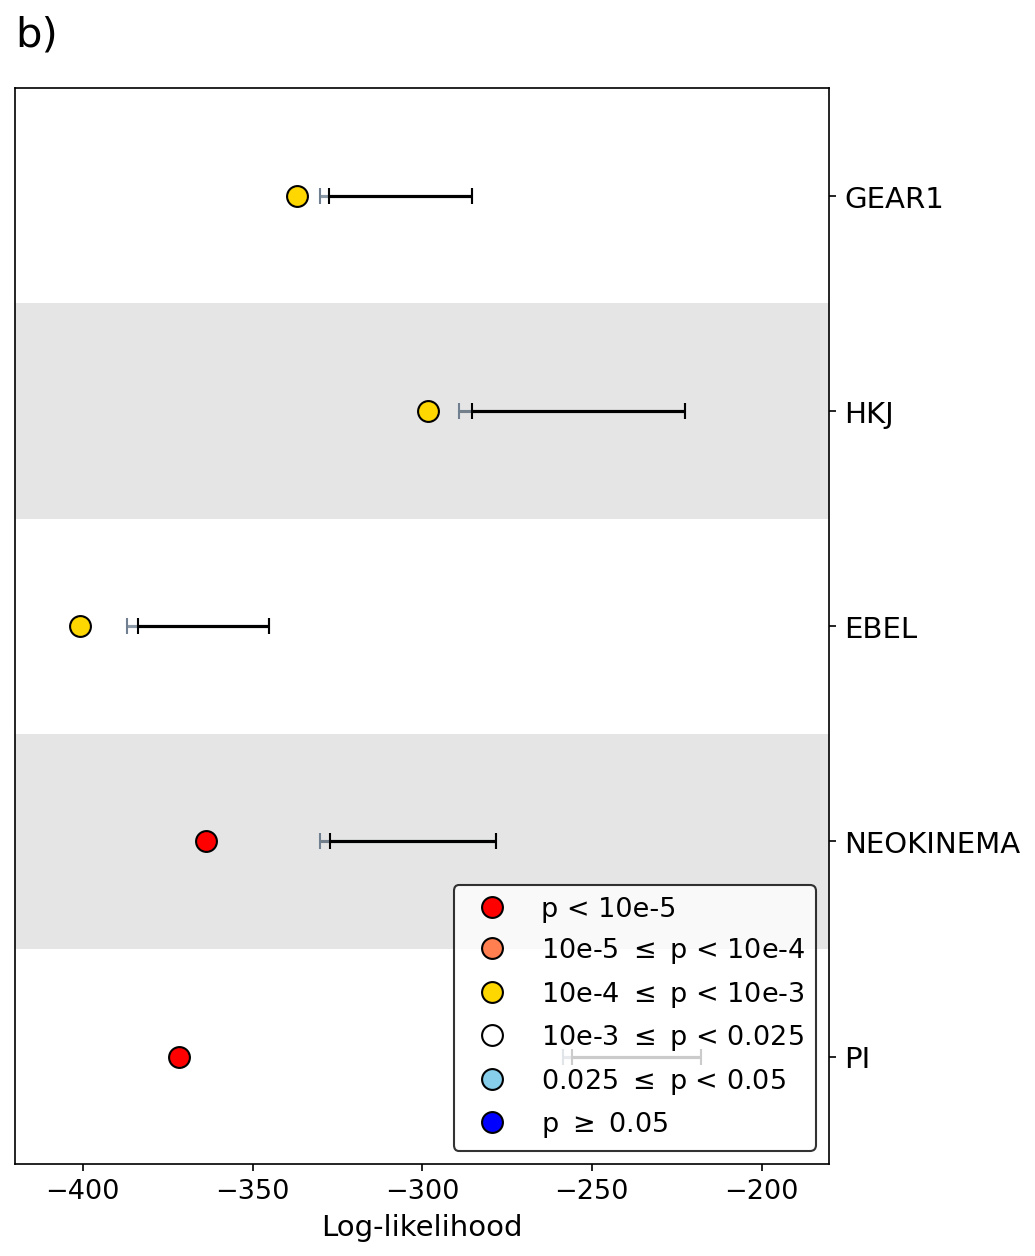 b)
GEAR1
HKJ
EBEL
NEOKINEMA
p < 10e-5
10e-5 ≤ p < 10e-4
10e-4 ≤ p < 10e-3
10e-3 ≤ p < 0.025
PI
0.025 ≤ p < 0.05
p ≥ 0.05
−400 −350 −300 −250 −200
Log-likelihood